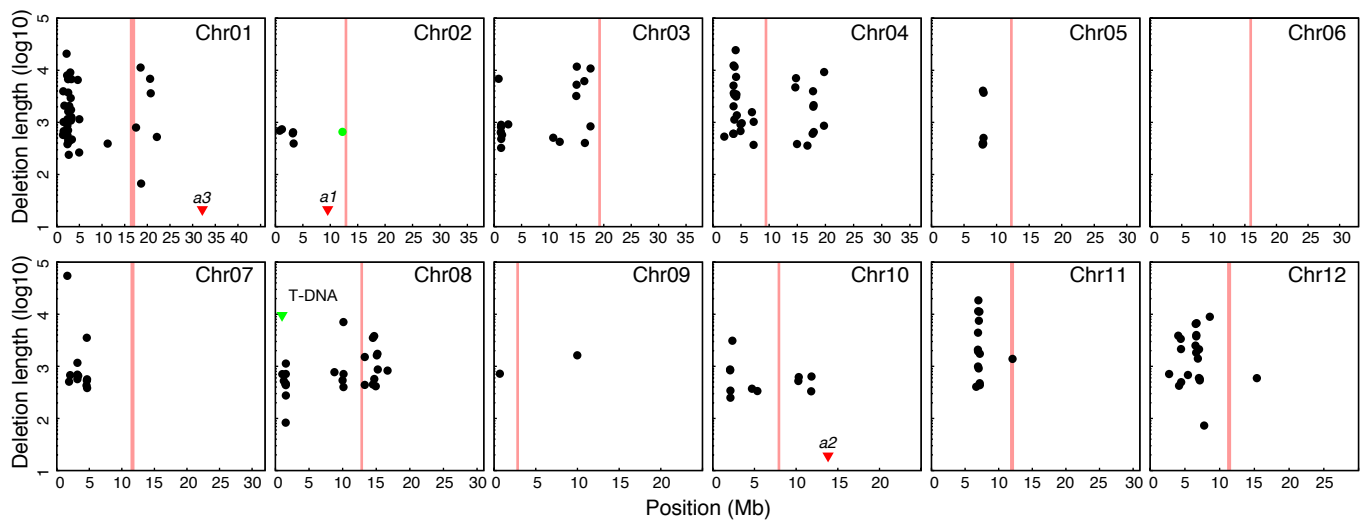 Deletion length (log10)
5
4
3
2
1
Chr01
a3
0 5 10 15 20 25 30 35 40
Chr02
a1
0 5 10 15 20 25 30 35
Chr03
0 5 10 15 20 25 30 35
Chr04
0 5 10 15 20 25 30 35
Chr05
0 5 10 15 20 25 30
Chr06
0 5 10 15 20 25 30
Deletion length (log10)
5
4
3
2
1
Chr07
0 5 10 15 20 25 30
Chr08
T-DNA
0 5 10 15 20 25 30
Chr09
0 5 10 15 20
Chr10
a2
0 5 10 15 20
Chr11
0 5 10 15 20 25 30
Chr12
0 5 10 15 20 25
Position (Mb)